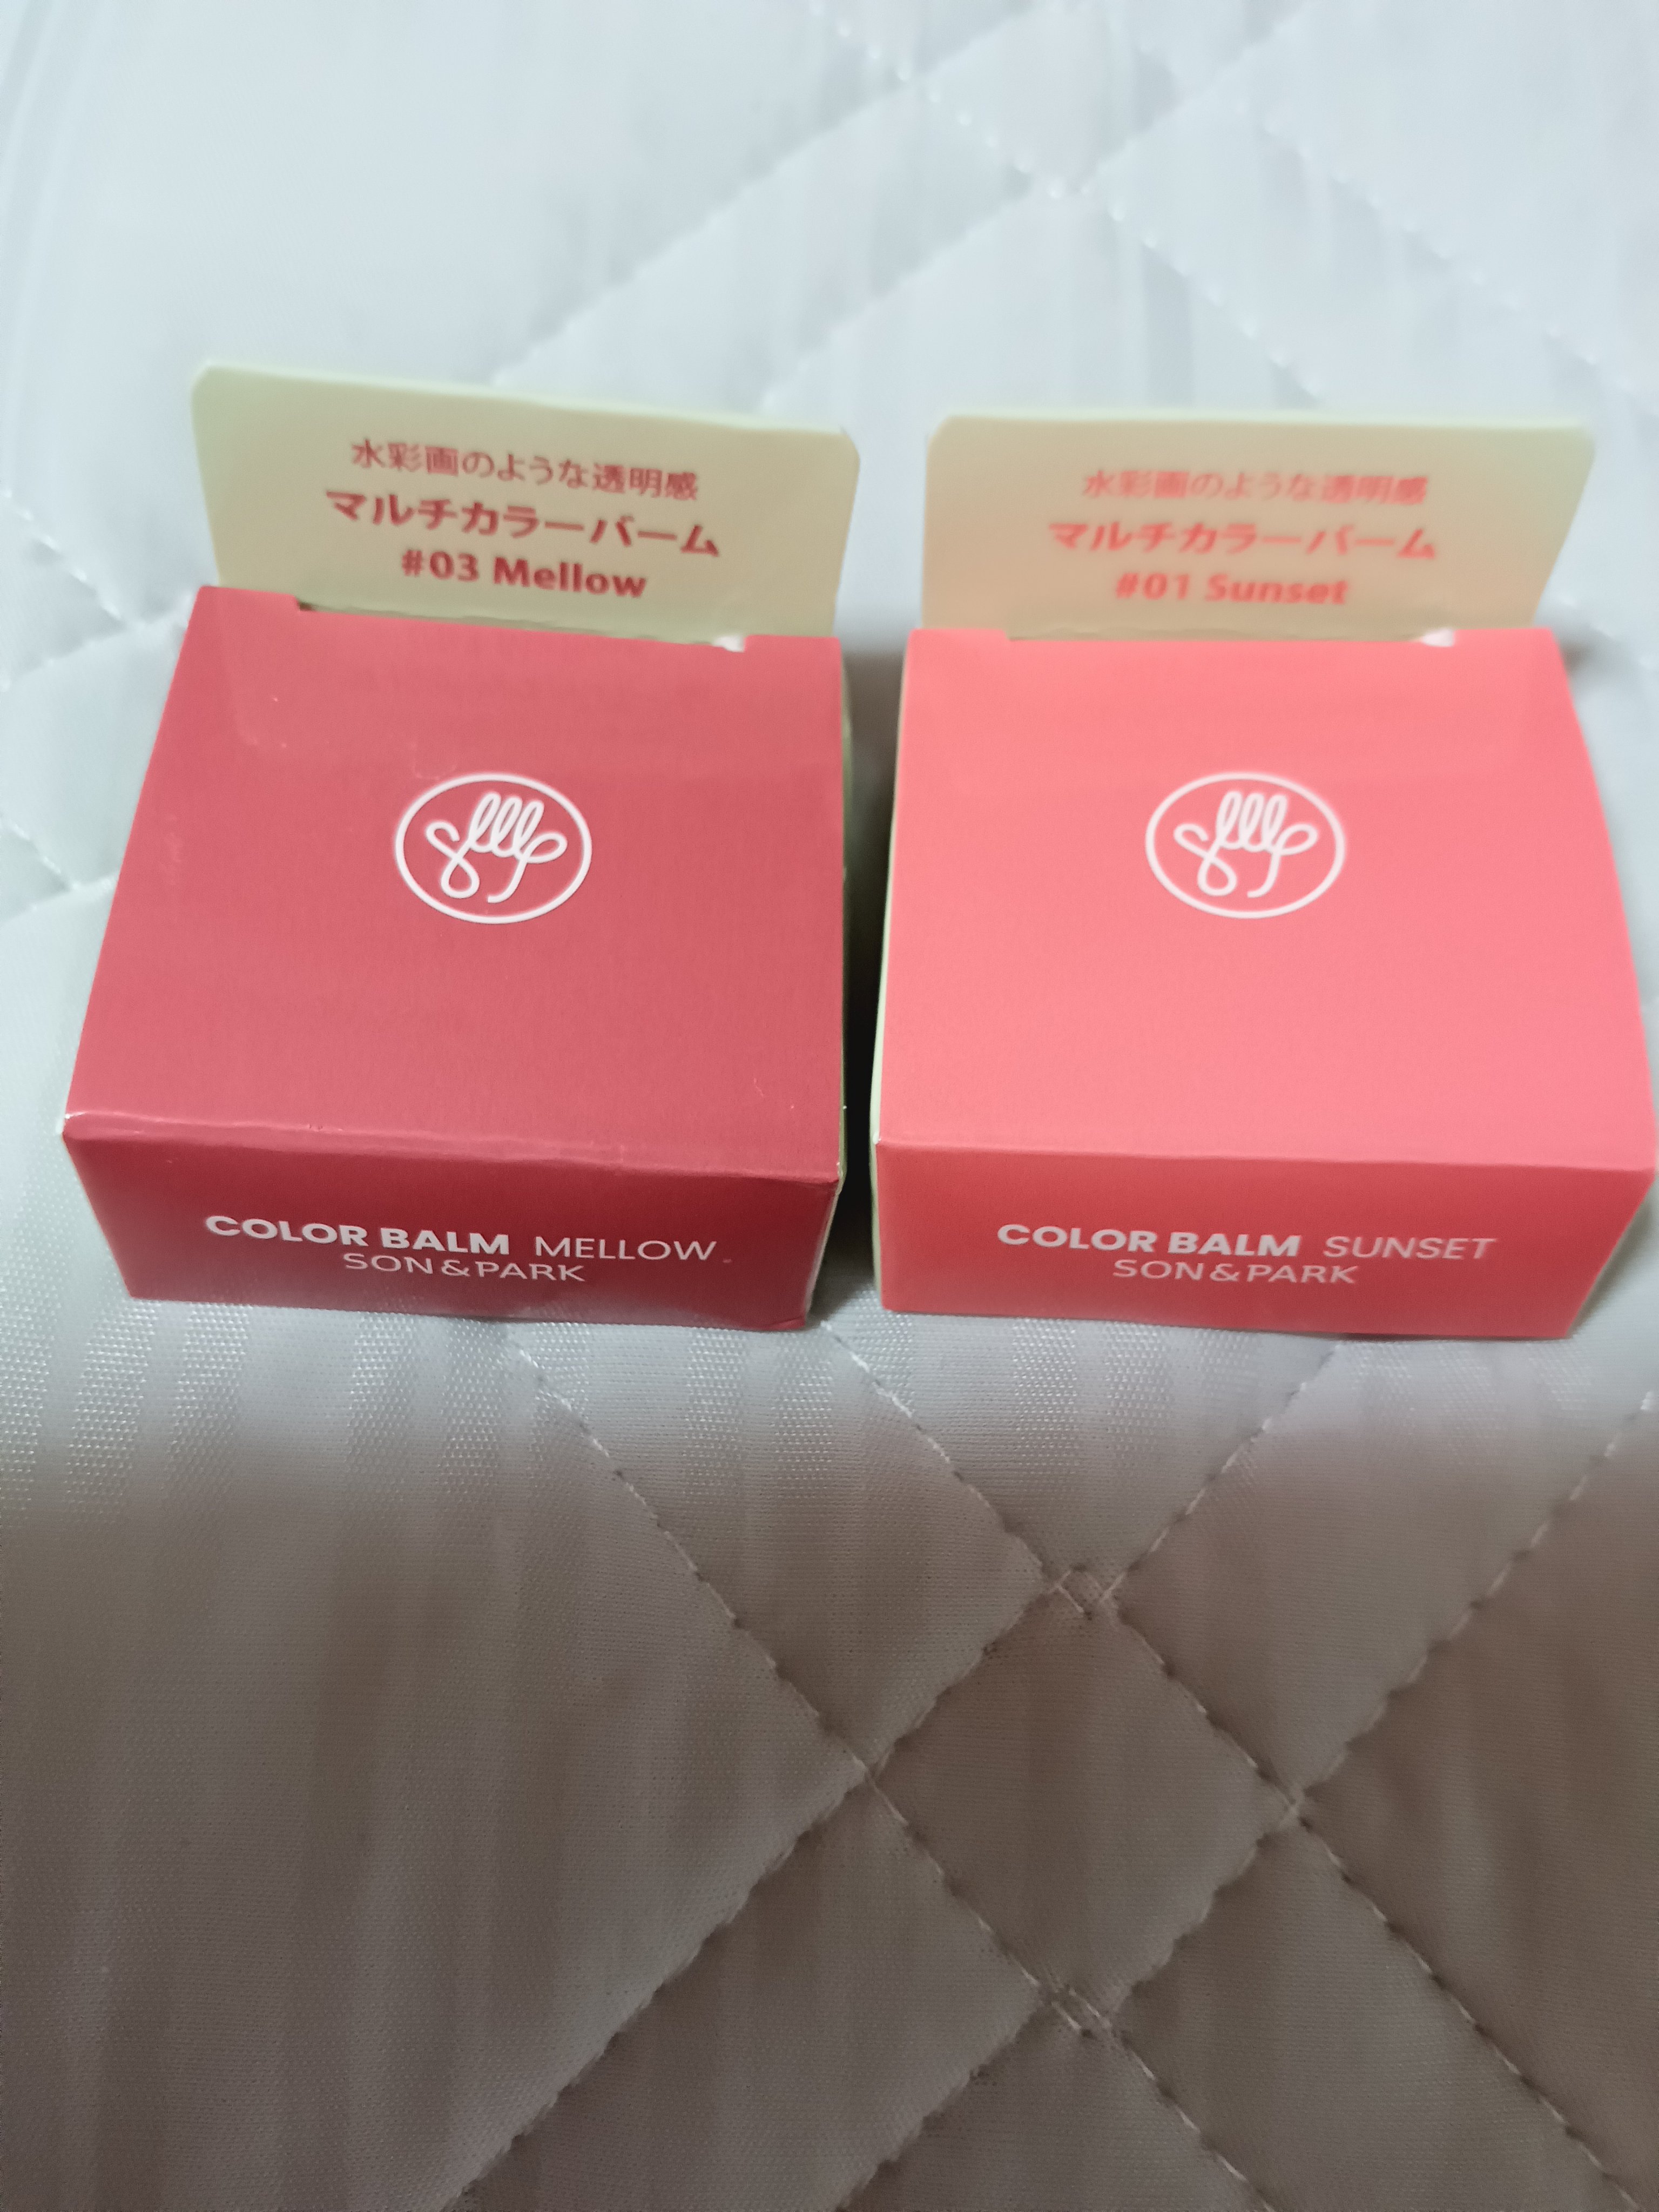 水彩画のような透明感
マルチカラーバーム
#03 Mellow
COLOR BALM MELLOW
SON&PARK
水彩画のような透明感
マルチカラーバーム
#01 Sunset
COLOR BALM SUNSET
SON&PARK